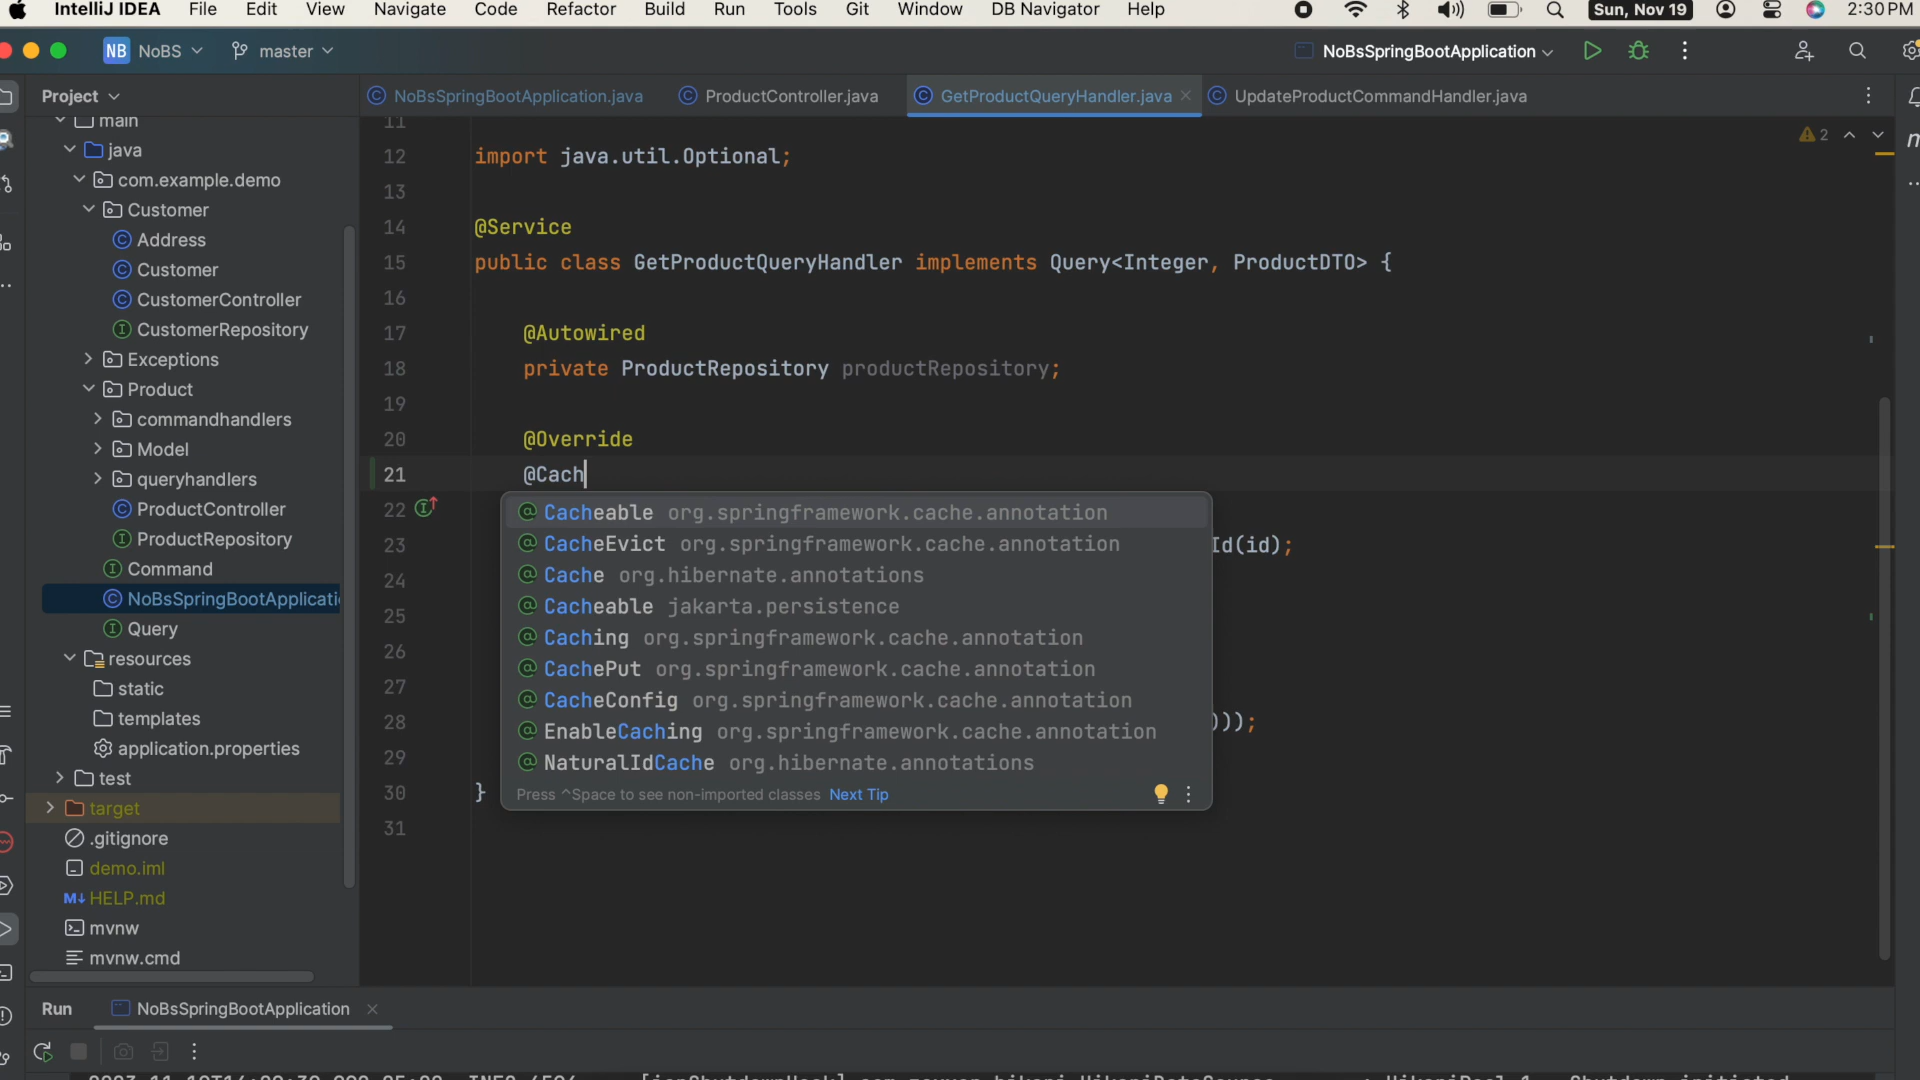 IntelliJ IDEA File Edit View Navigate Code Refactor Build Run Tools Git Window DB Navigator Help Sun, Nov 19 2:30 PM
NB NoBS master NoBsSpringBootApplication
Project NoBsSpringBootApplication.java ProductController.java GetProductQueryHandler.java UpdateProductCommandHandler.java
main
java
com.example.demo
Customer
Address
Customer
CustomerController
CustomerRepository
Exceptions
Product
commandhandlers
Model
queryhandlers
ProductController
ProductRepository
Command
NoBsSpringBootApplicati
Query
resources
static
templates
application.properties
test
target
.gitignore
demo.iml
HELP.md
mvnw
mvnw.cmd
2
11
12 import java.util.Optional;
13
14 @Service
15 public class GetProductQueryHandler implements Query<Integer, ProductDTO> {
16
17 @Autowired
18 private ProductRepository productRepository;
19
20 @Override
21 @Cach
22
23 Id(id);
24
25
26
27
28 )));
29
30 }
31
Cacheable org.springframework.cache.annotation
CacheEvict org.springframework.cache.annotation
Cache org.hibernate.annotations
Cacheable jakarta.persistence
Caching org.springframework.cache.annotation
CachePut org.springframework.cache.annotation
CacheConfig org.springframework.cache.annotation
EnableCaching org.springframework.cache.annotation
NaturalIdCache org.hibernate.annotations
Press ^Space to see non-imported classes Next Tip
Run NoBsSpringBootApplication